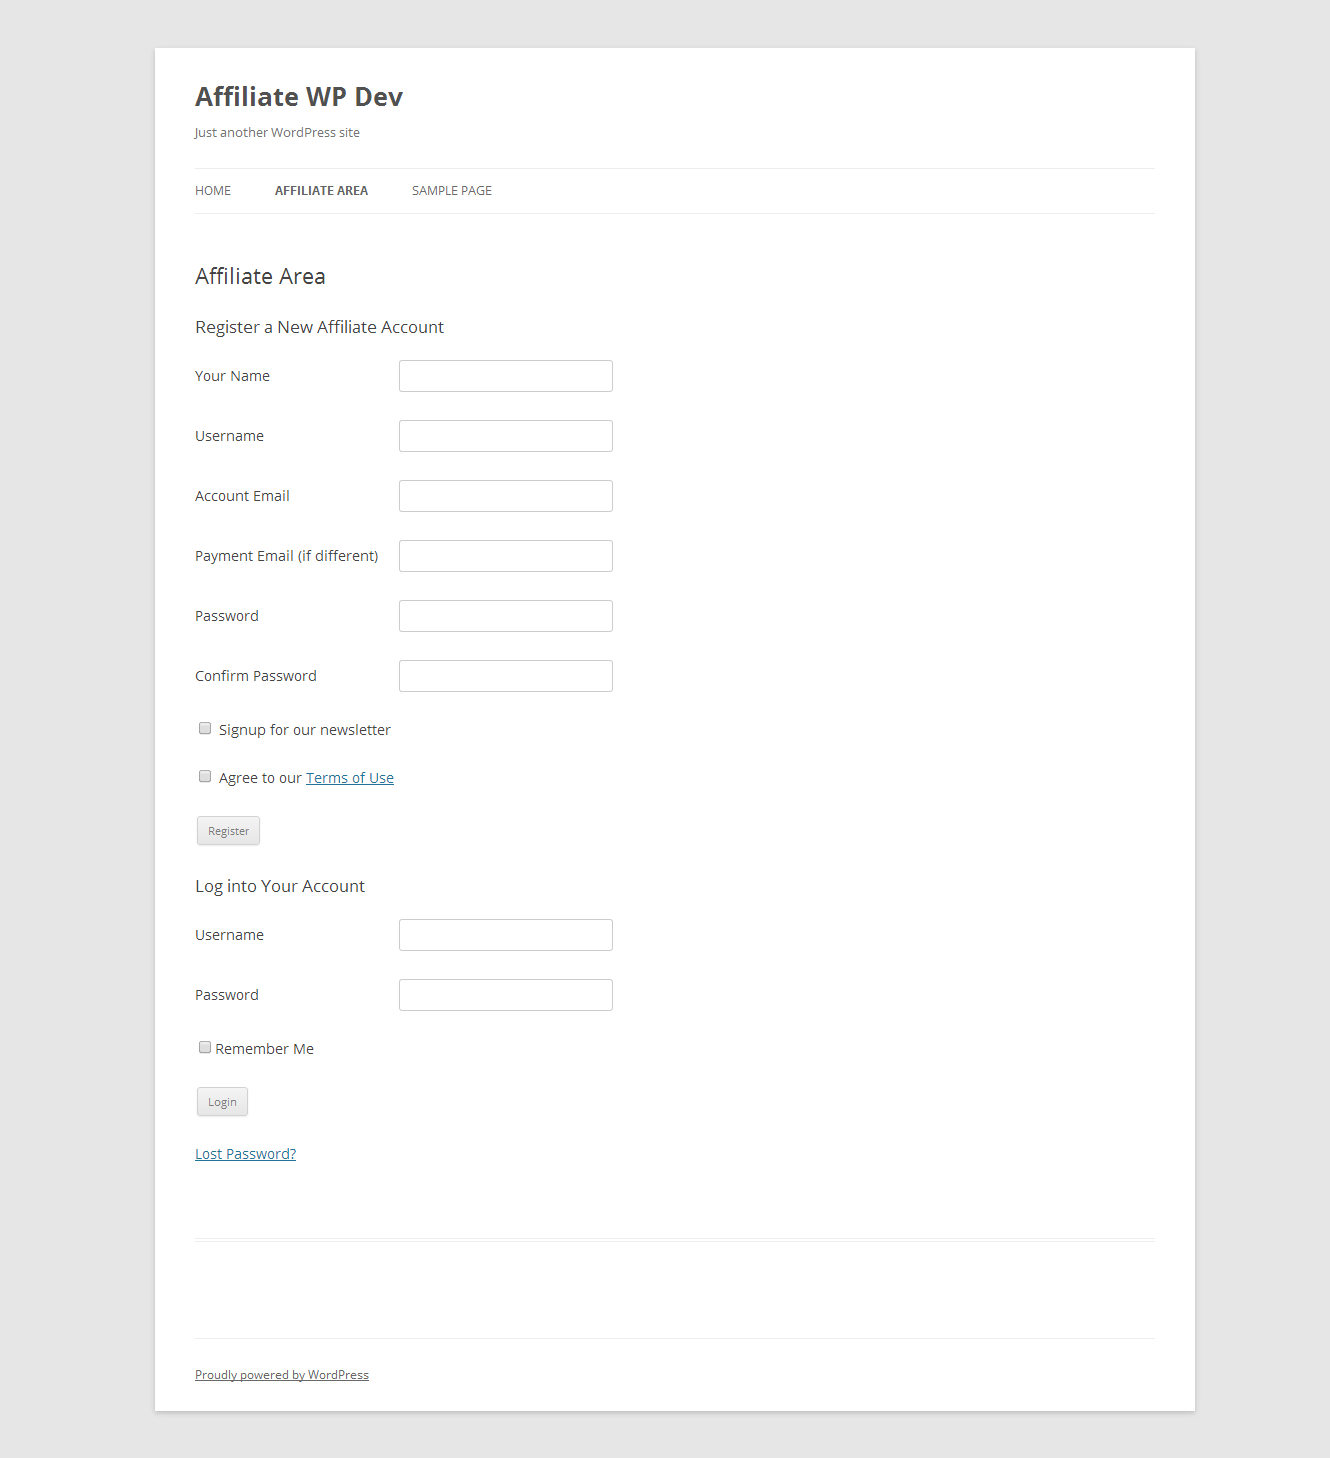 Affiliate WP Dev
Just another WordPress site
HOME AFFILIATE AREA SAMPLE PAGE
Affiliate Area
Register a New Affiliate Account
Your Name
Username
Account Email
Payment Email (if different)
Password
Confirm Password
Signup for our newsletter
Agree to our Terms of Use
Register
Log into Your Account
Username
Password
Remember Me
Login
Lost Password?
Proudly powered by WordPress